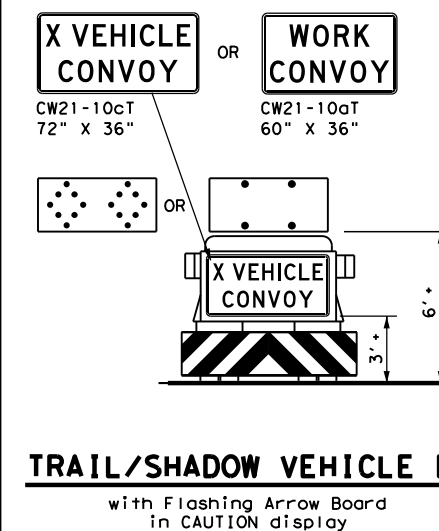 X VEHICLE
CONVOY
OR
WORK
CONVOY
CW21-10cT
72" X 36"
CW21-10aT
60" X 36"
OR
X VEHICLE
CONVOY
6'+
3'+
TRAIL/SHADOW VEHICLE
with Flashing Arrow Board
in CAUTION display